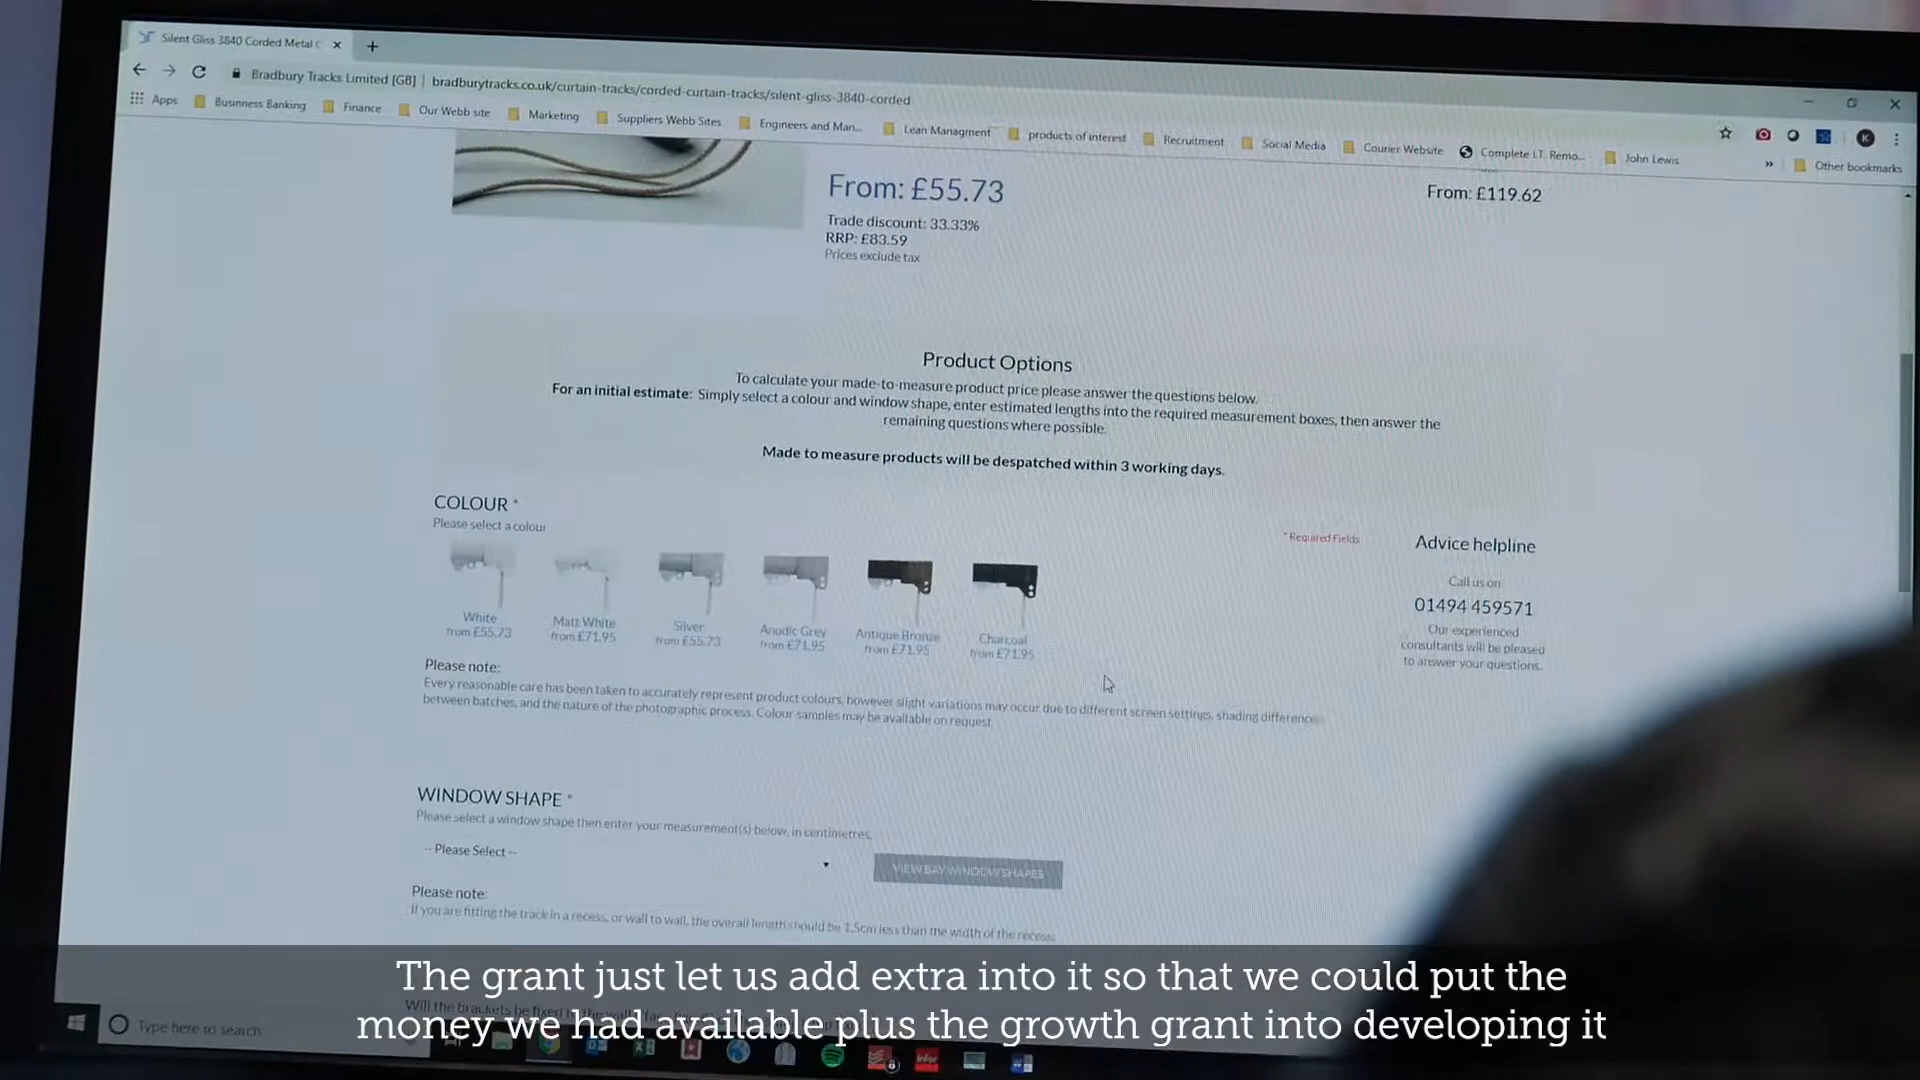 Silent Gliss 3840 Corded Metal C
Bradbury Tracks Limited [GB] | bradburytracks.co.uk/curtain-tracks/corded-curtain-tracks/silent-gliss-3840-corded
Apps Businness Banking Finance Our Webb site Marketing Suppliers Webb Sites Engineers and Man... Lean Managment products of interest Recruitment Social Media Courier Website Complete I.T. Remo... John Lewis » Other bookmarks
K
From: £55.73
From: £119.62
Trade discount: 33.33%
RRP: £83.59
Prices exclude tax
Product Options
To calculate your made-to-measure product price please answer the questions below.
For an initial estimate: Simply select a colour and window shape, enter estimated lengths into the required measurement boxes, then answer the
remaining questions where possible.
Made to measure products will be despatched within 3 working days.
COLOUR *
Please select a colour
* Required Fields
Advice helpline
Call us on
01494 459571
Our experienced
consultants will be pleased
to answer your questions.
White
from £55.73
Matt White
from £71.95
Silver
from £55.73
Anodic Grey
from £71.95
Antique Bronze
from £71.95
Charcoal
from £71.95
Please note:
Every reasonable care has been taken to accurately represent product colours, however slight variations may occur due to different screen settings, shading difference
between batches, and the nature of the photographic process. Colour samples may be available on request.
WINDOW SHAPE *
Please select a window shape then enter your measurement(s) below, in centimetres.
-- Please Select --
VIEW BAY WINDOW SHAPES
Please note:
If you are fitting the track in a recess, or wall to wall, the overall length should be 1.5cm less than the width of the recess.
Will the brackets be fixed
Type here to search
The grant just let us add extra into it so that we could put the
money we had available plus the growth grant into developing it